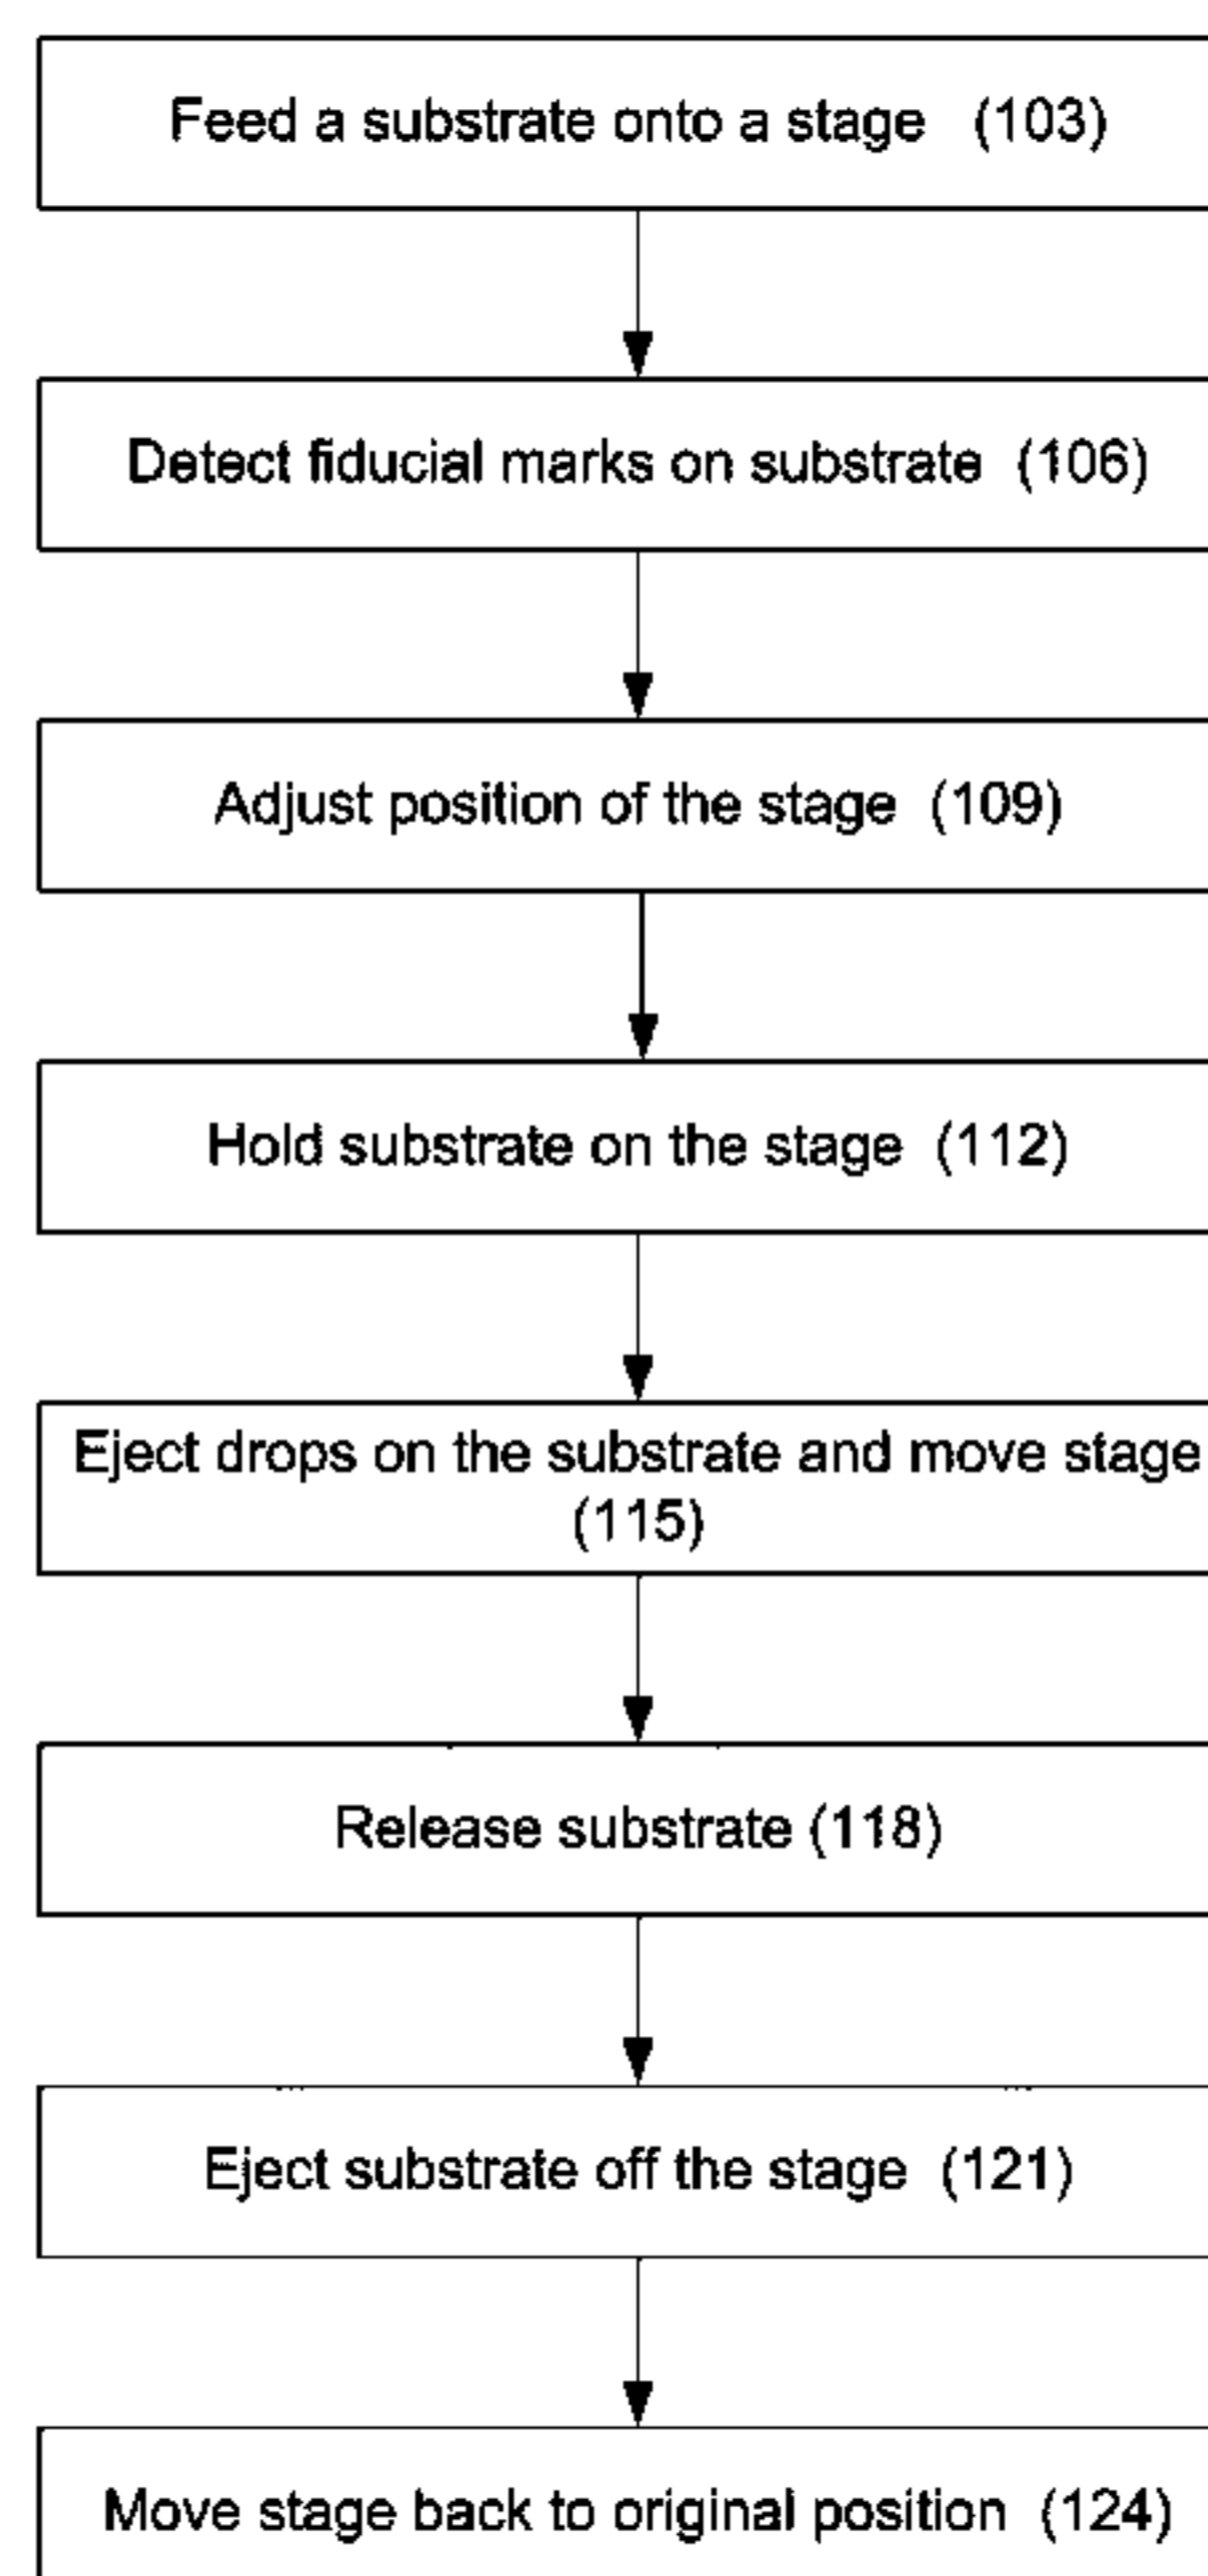 Feed a substrate onto a stage (103)
Detect fiducial marks on substrate (106)
Adjust position of the stage (109)
Hold substrate on the stage (112)
Eject drops on the substrate and move stage
(115)
Release substrate (118)
Eject substrate off the stage (121)
Move stage back to original position (124)